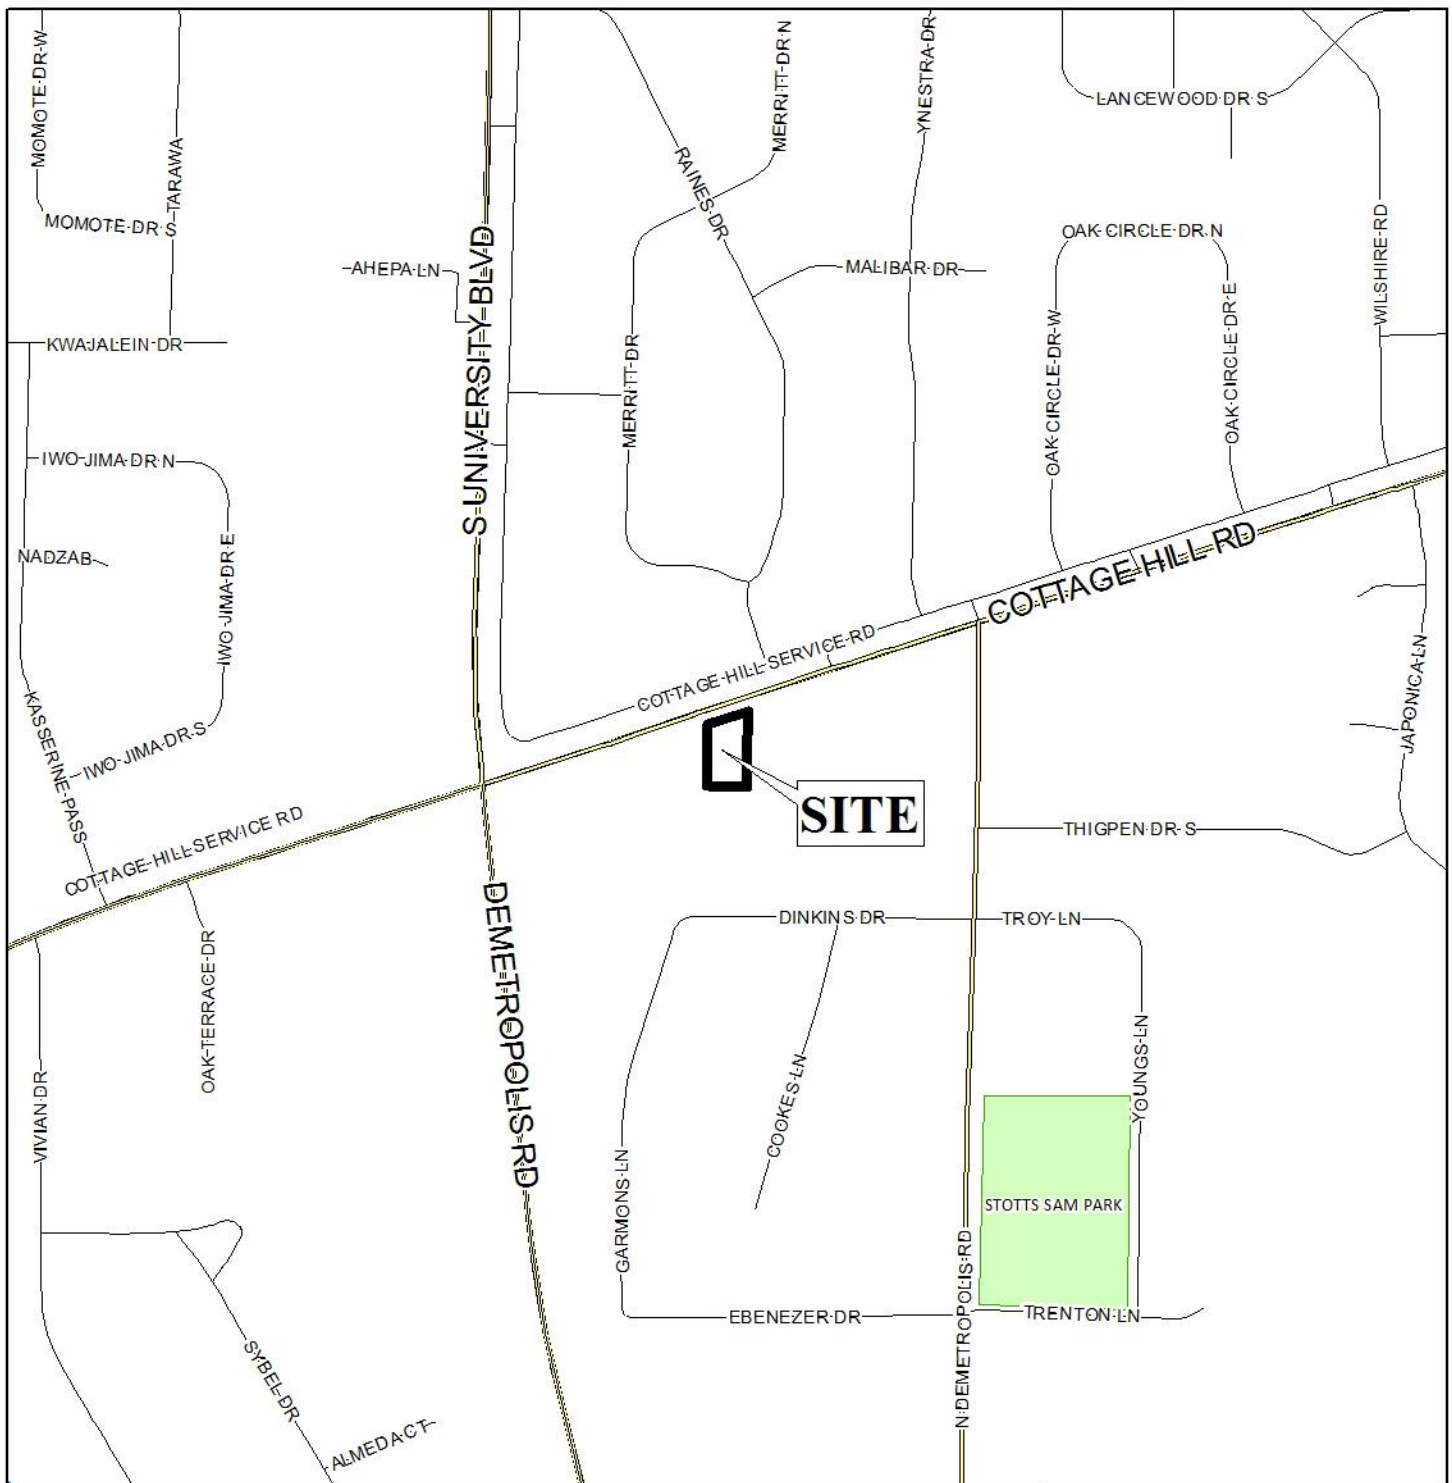 MOMOTE DR W
TARAWA
MOMOTE DR S
MERRITT DR N
YNESTRA DR
LANCEWOOD DR S
RAINES DR
WILSHIRE RD
OAK CIRCLE DR N
AHEPA LN
S UNIVERSITY BLVD
MALIBAR DR
KWAJALEIN DR
MERRITT DR
OAK CIRCLE DR W
OAK CIRCLE DR E
IWO JIMA DR N
NADZAB
IWO JIMA DR E
COTTAGE HILL RD
COTTAGE HILL SERVICE RD
KASSERINE PASS
IWO JIMA DR S
JAPONICA LN
SITE
COTTAGE HILL SERVICE RD
THIGPEN DR S
DEMETROPOLIS RD
DINKINS DR
TROY LN
OAK TERRACE DR
VIVIAN DR
COOKES LN
YOUNGS LN
GARMONS LN
STOTTS SAM PARK
N DEMETROPOLIS RD
EBENEZER DR
TRENTON LN
SYBEL DR
ALMEDA CT